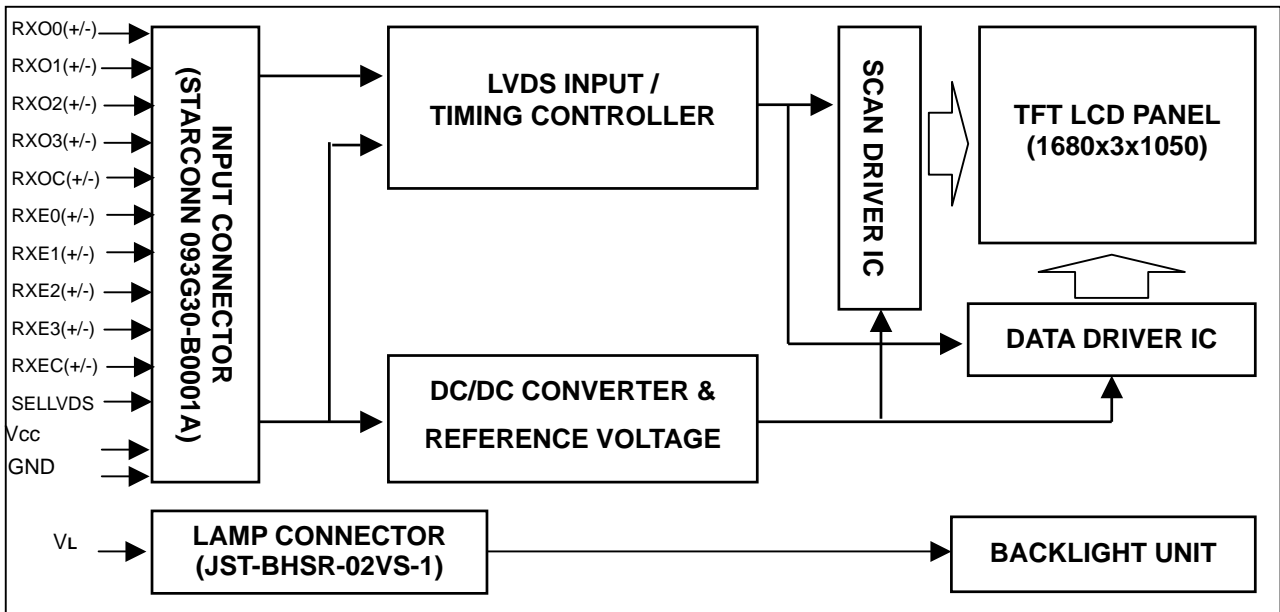 RXO0(+/-)
RXO1(+/-)
RXO2(+/-)
RXO3(+/-)
RXOC(+/-)
RXE0(+/-)
RXE1(+/-)
RXE2(+/-)
RXE3(+/-)
RXEC(+/-)
SELLVDS
Vcc
GND
INPUT CONNECTOR
(STARCONN 093G30-B0001A)
LVDS INPUT /
TIMING CONTROLLER
SCAN DRIVER IC
TFT LCD PANEL
(1680x3x1050)
DATA DRIVER IC
DC/DC CONVERTER &
REFERENCE VOLTAGE
VL
LAMP CONNECTOR
(JST-BHSR-02VS-1)
BACKLIGHT UNIT